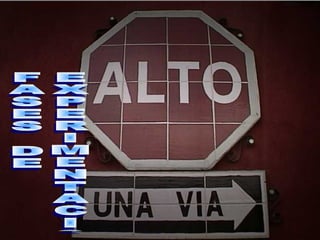 ALTO
UNA VIA
FASES DE
EXPERIMENTACI